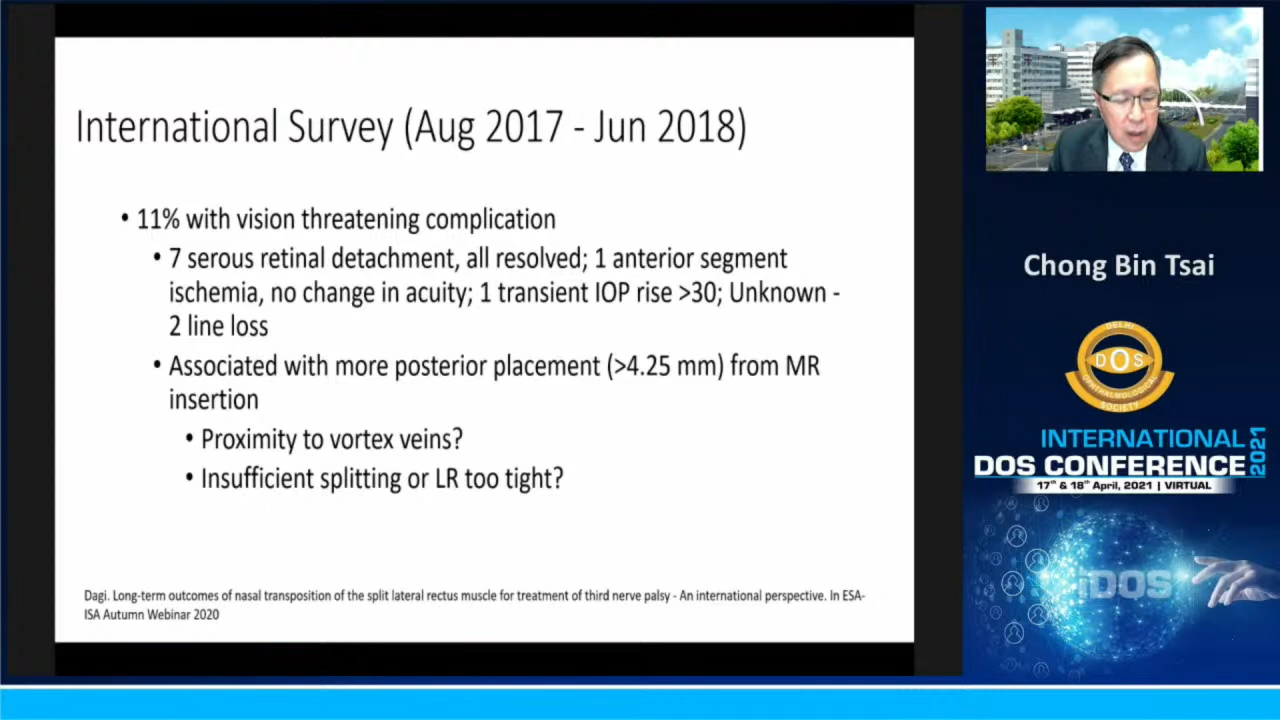 International Survey (Aug 2017 - Jun 2018)
• 11% with vision threatening complication
• 7 serous retinal detachment, all resolved; 1 anterior segment
ischemia, no change in acuity; 1 transient IOP rise >30; Unknown -
2 line loss
• Associated with more posterior placement (>4.25 mm) from MR
insertion
• Proximity to vortex veins?
• Insufficient splitting or LR too tight?
Dagi. Long-term outcomes of nasal transposition of the split lateral rectus muscle for treatment of third nerve palsy - An international perspective. In ESA-
ISA Autumn Webinar 2020
Chong Bin Tsai
DELHI
DOS
OPHTHALMOLOGICAL
SOCIETY
INTERNATIONAL
DOS CONFERENCE
2021
17th & 18th April, 2021 | VIRTUAL
iDOS